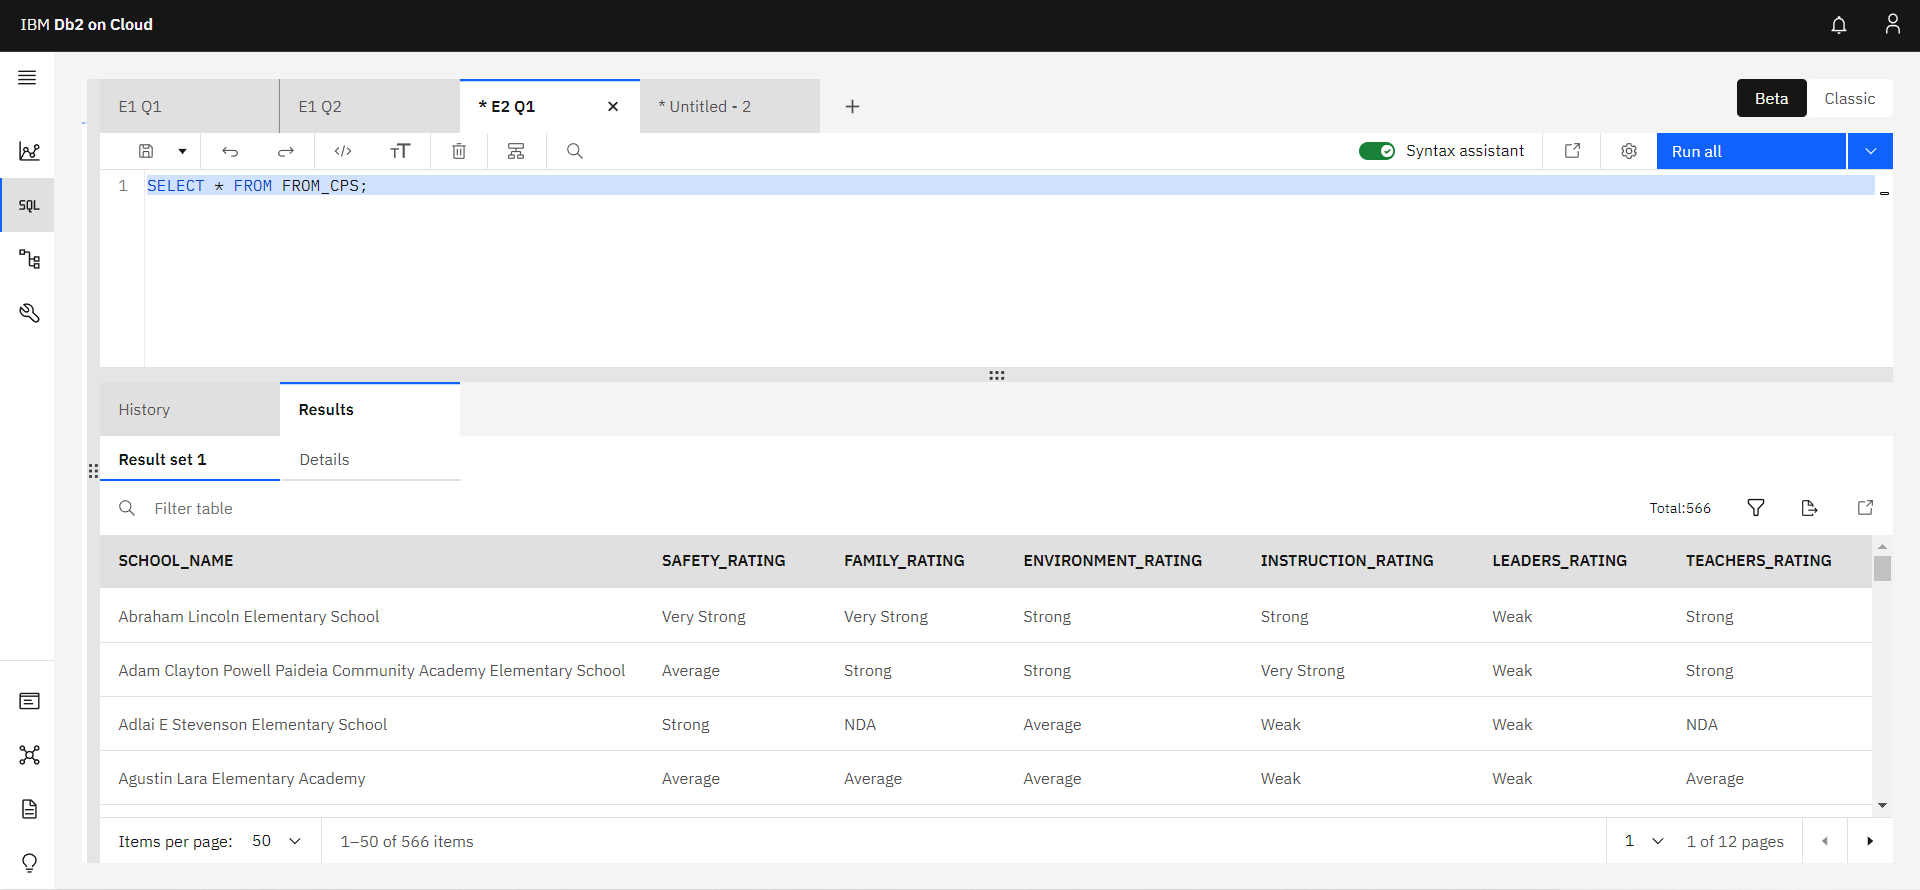 IBM Db2 on Cloud
E1 Q1
E1 Q2
* E2 Q1
* Untitled - 2
Beta
Classic
Syntax assistant
Run all
SQL
1 SELECT * FROM FROM_CPS;
History
Results
Result set 1
Details
Filter table
Total:566
SCHOOL_NAME SAFETY_RATING FAMILY_RATING ENVIRONMENT_RATING INSTRUCTION_RATING LEADERS_RATING TEACHERS_RATING
Abraham Lincoln Elementary School Very Strong Very Strong Strong Strong Weak Strong
Adam Clayton Powell Paideia Community Academy Elementary School Average Strong Strong Very Strong Weak Strong
Adlai E Stevenson Elementary School Strong NDA Average Weak Weak NDA
Agustin Lara Elementary Academy Average Average Average Weak Weak Average
Items per page: 50
1–50 of 566 items
1
1 of 12 pages